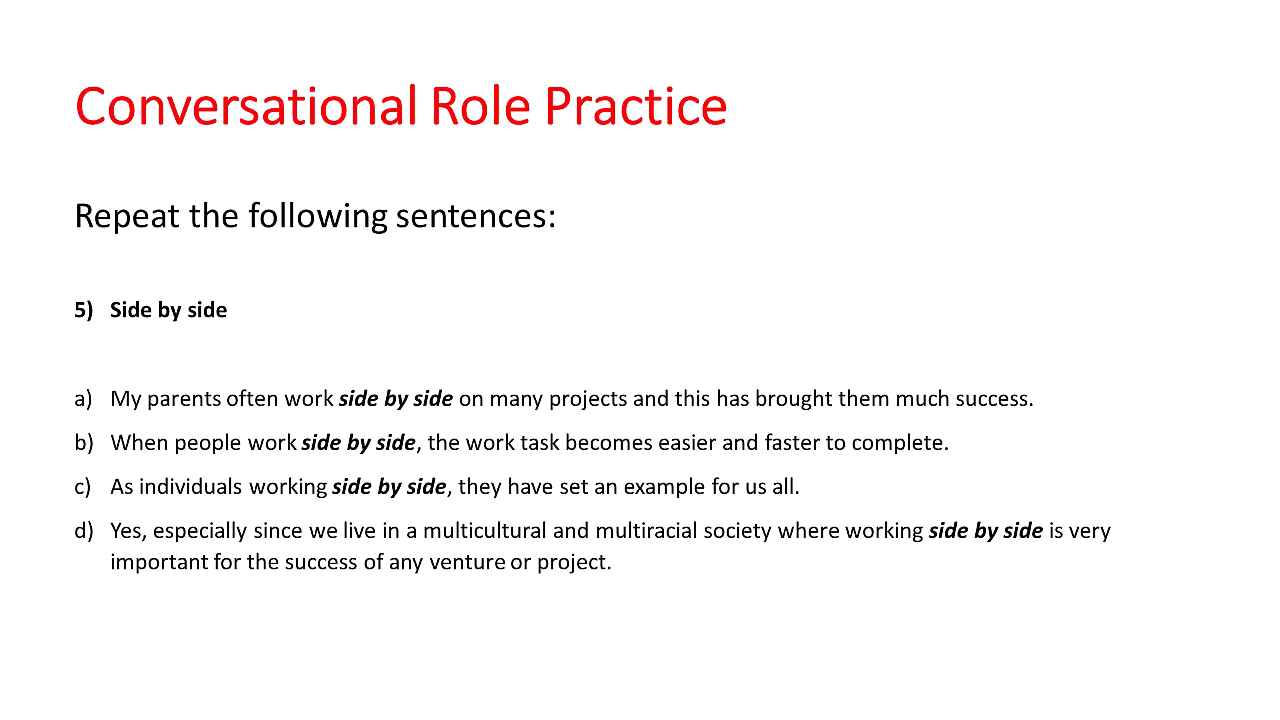 Conversational Role Practice
Repeat the following sentences:
5) Side by side
a) My parents often work side by side on many projects and this has brought them much success.
b) When people work side by side, the work task becomes easier and faster to complete.
c) As individuals working side by side, they have set an example for us all.
d) Yes, especially since we live in a multicultural and multiracial society where working side by side is very
important for the success of any venture or project.